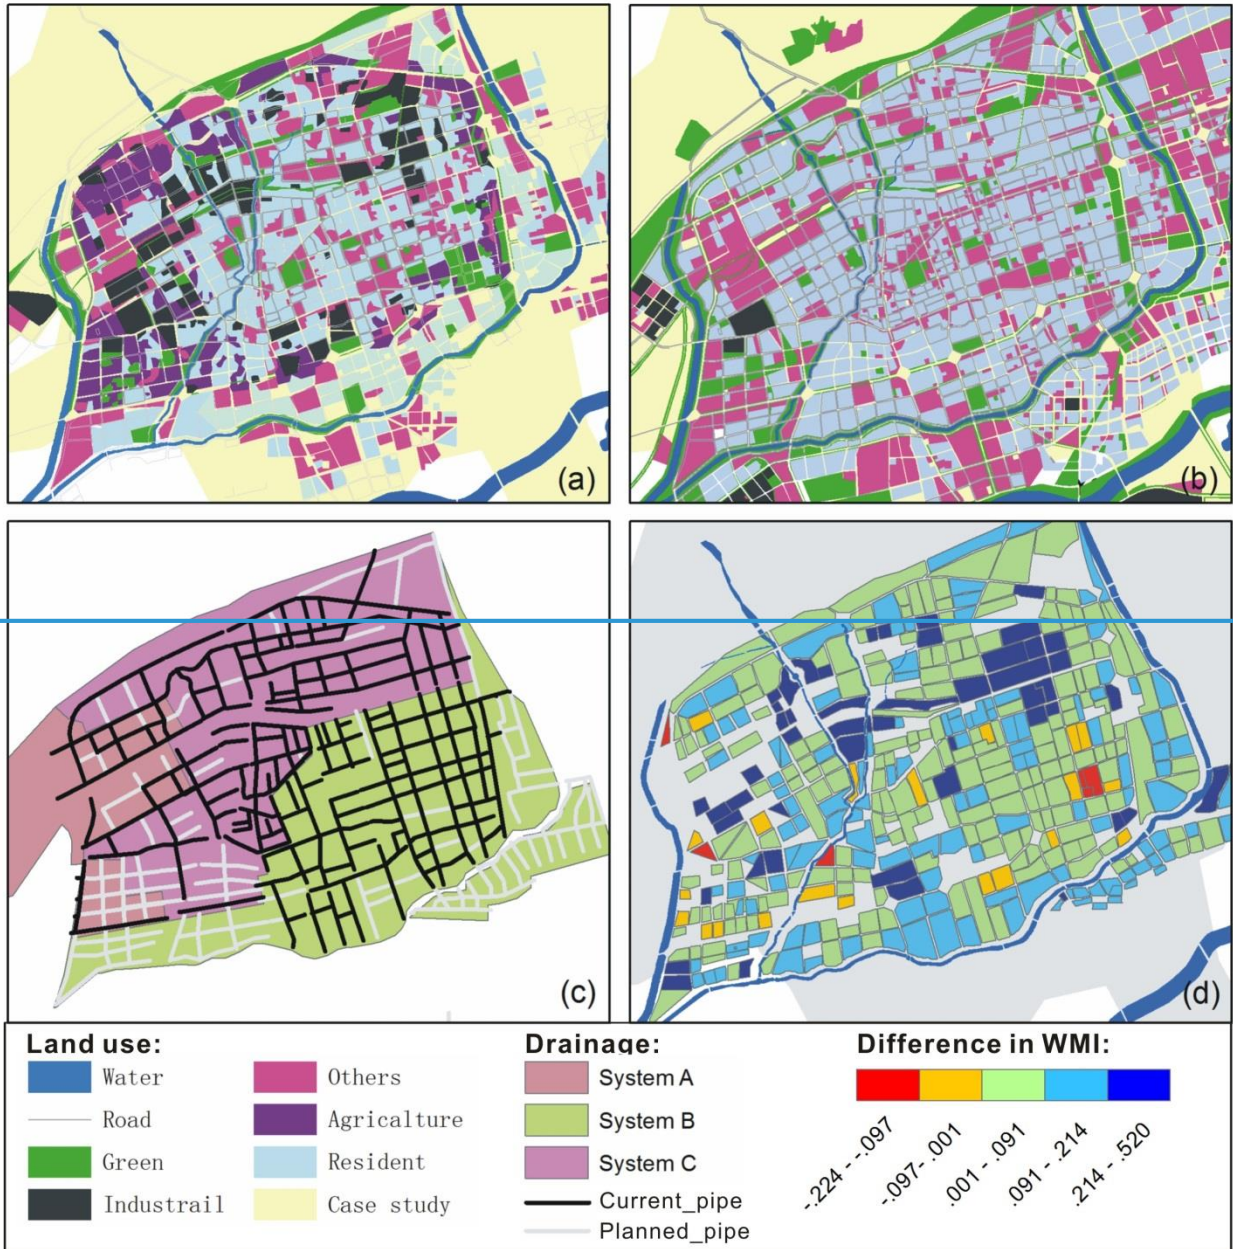 (a)
(b)
(c)
(d)
Land use:
Water
Road
Green
Industrail
Others
Agricalture
Resident
Case study
Drainage:
System A
System B
System C
Current_pipe
Planned_pipe
Difference in WMI:
-.224 - -.097
-.097- .001
.001 - .091
.091 - .214
.214 - .520